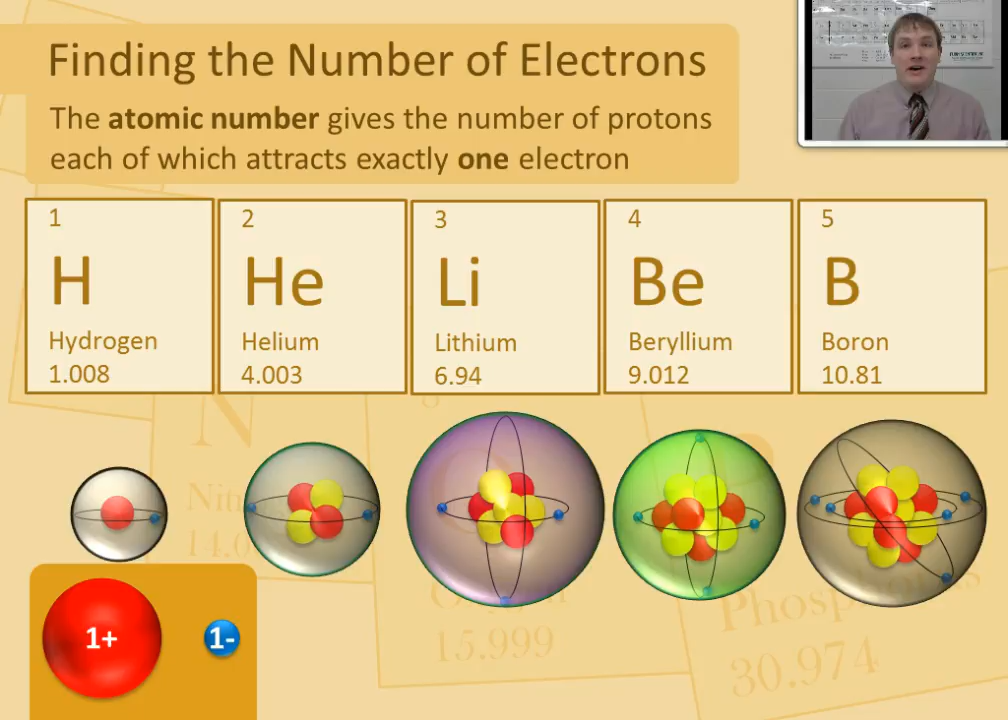 Finding the Number of Electrons
The atomic number gives the number of protons
each of which attracts exactly one electron
1
H
Hydrogen
1.008
2
He
Helium
4.003
3
Li
Lithium
6.94
4
Be
Beryllium
9.012
5
B
Boron
10.81
N
15.999
Phosphorus
30.974
1+
1-